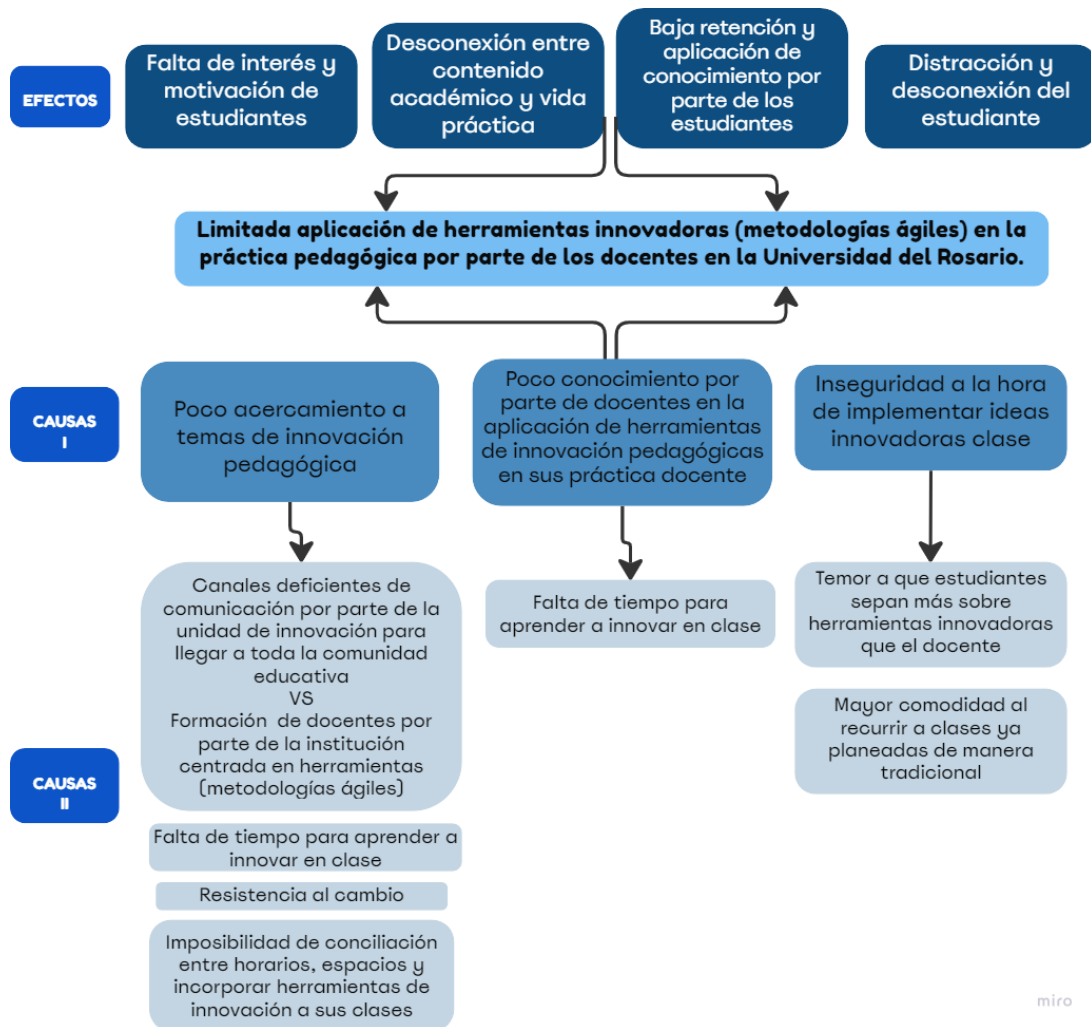 EFECTOS
Falta de interés y
motivación de
estudiantes
Desconexión entre
contenido
académico y vida
práctica
Baja retención y
aplicación de
conocimiento por
parte de los
estudiantes
Distracción y
desconexión del
estudiante
Limitada aplicación de herramientas innovadoras (metodologías ágiles) en la
práctica pedagógica por parte de los docentes en la Universidad del Rosario.
CAUSAS
I
Poco acercamiento a
temas de innovación
pedagógica
Poco conocimiento por
parte de docentes en la
aplicación de herramientas
de innovación pedagógicas
en sus práctica docente
Inseguridad a la hora
de implementar ideas
innovadoras clase
CAUSAS
II
Canales deficientes de
comunicación por parte de la
unidad de innovación para
llegar a toda la comunidad
educativa
VS
Formación de docentes por
parte de la institución
centrada en herramientas
(metodologías ágiles)
Falta de tiempo para aprender a
innovar en clase
Resistencia al cambio
Imposibilidad de conciliación
entre horarios, espacios y
incorporar herramientas de
innovación a sus clases
Falta de tiempo para
aprender a innovar en clase
Temor a que estudiantes
sepan más sobre
herramientas innovadoras
que el docente
Mayor comodidad al
recurrir a clases ya
planeadas de manera
tradicional
miro